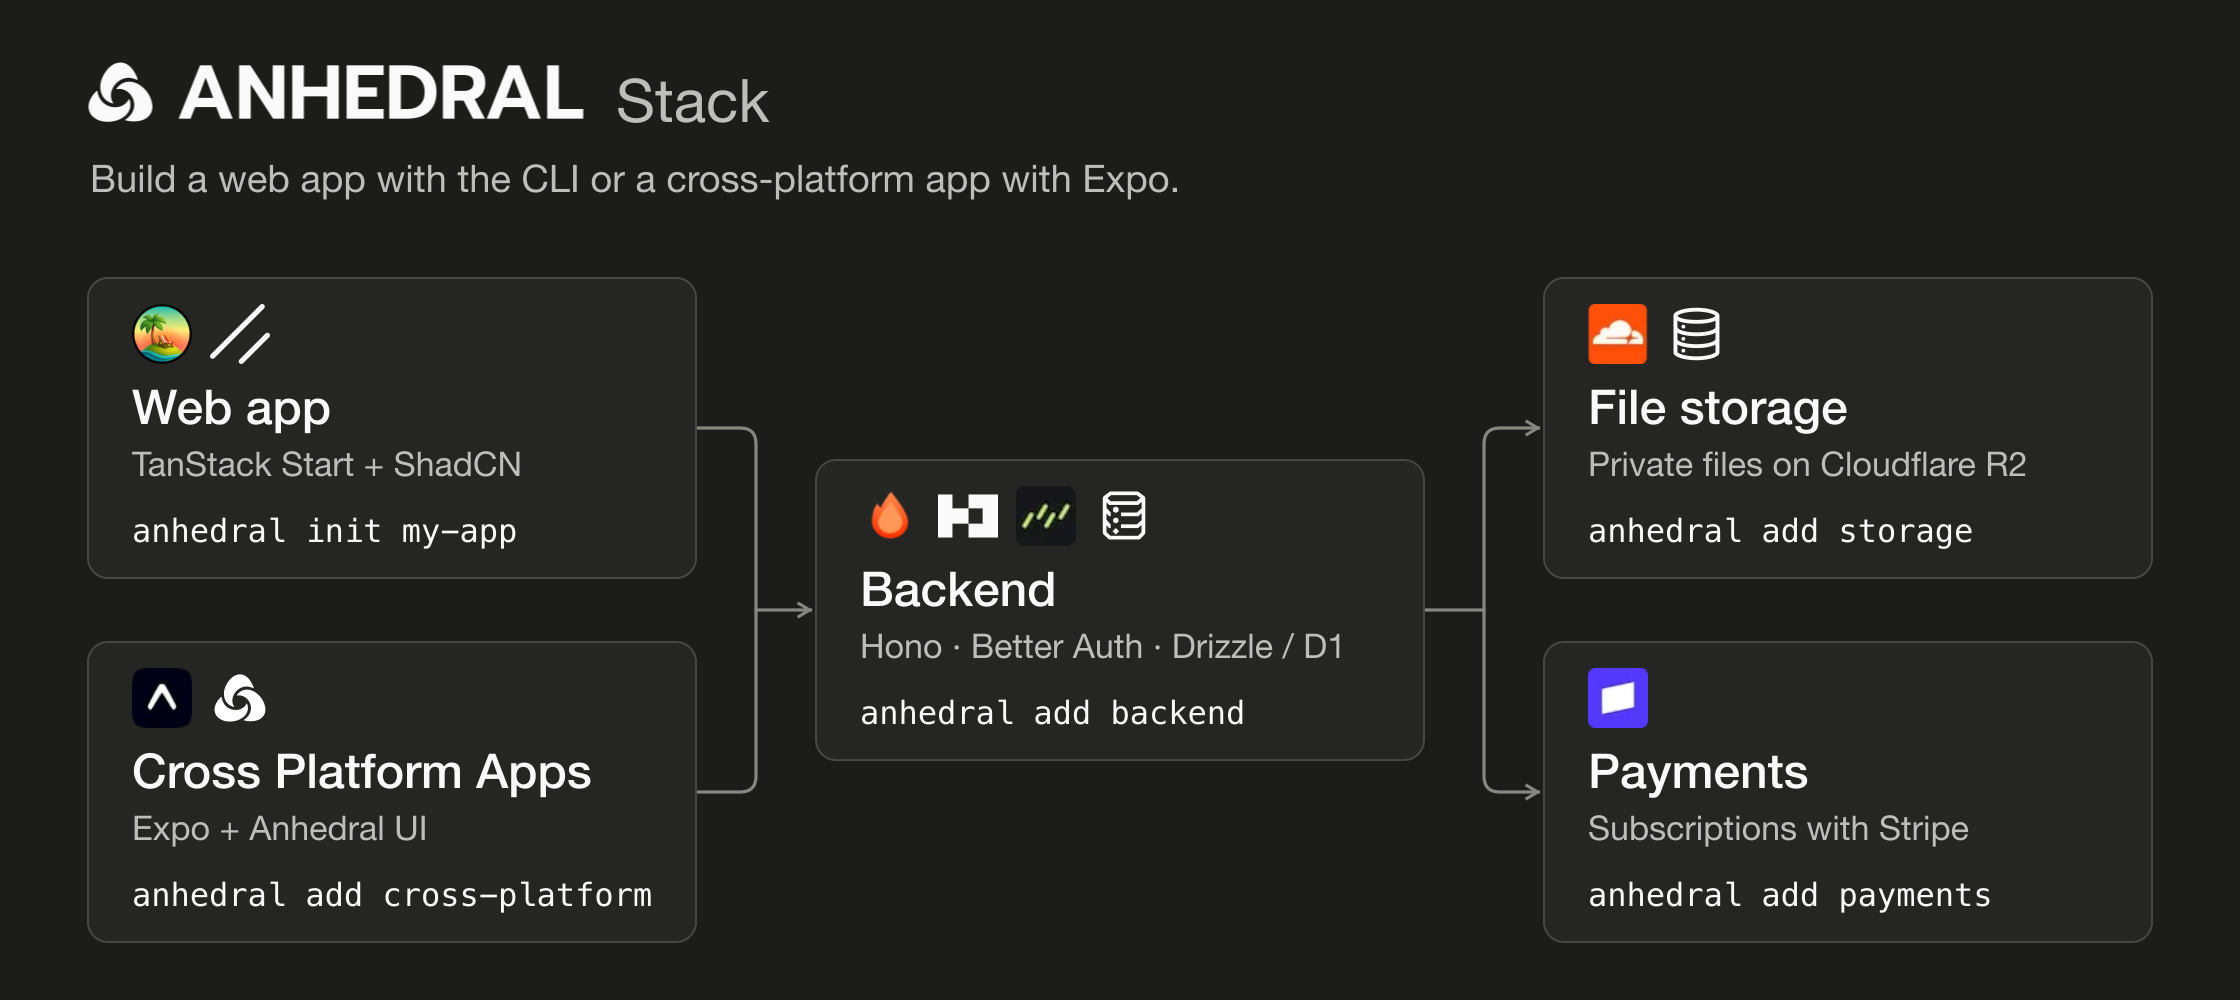 ANHEDRAL Stack
Build a web app with the CLI or a cross-platform app with Expo.
Web app
TanStack Start + ShadCN
anhedral init my-app
Cross Platform Apps
Expo + Anhedral UI
anhedral add cross-platform
Backend
Hono · Better Auth · Drizzle / D1
anhedral add backend
File storage
Private files on Cloudflare R2
anhedral add storage
Payments
Subscriptions with Stripe
anhedral add payments